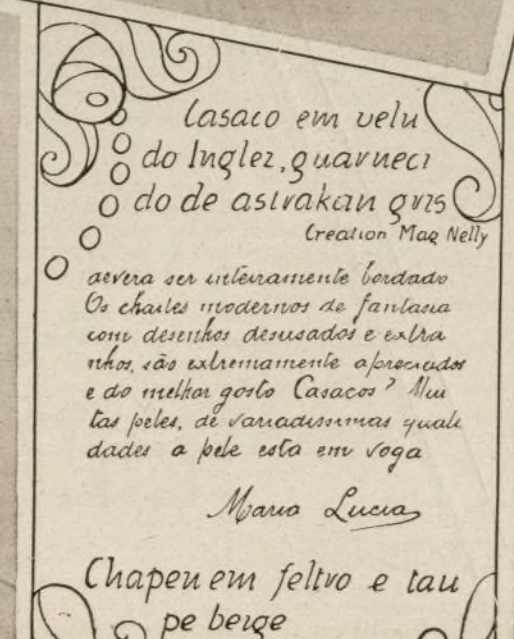 Casaco em velu
do Inglez, guarneci
do de astrakan gris
Creation Mag Nelly
devera ser inteiramente bordado
Os chailes modernos de fantasia
com desenhos desusados e extra
nhos, são extremamente apreciados
e do melhor gosto Casacos? Mui
tas peles, de variadissimas quali
dades a pele esta em voga
Maria Lucia
Chapeu em feltro e tau
pe beige